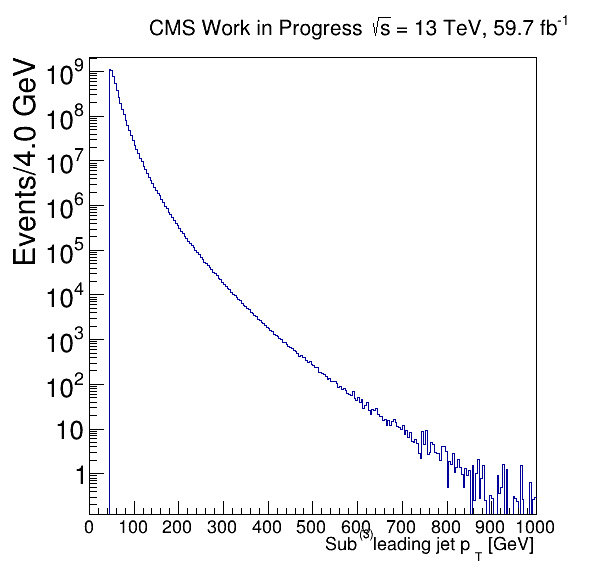 CMS Work in Progress √s = 13 TeV, 59.7 fb⁻¹
Events/4.0 GeV
10⁹
10⁸
10⁷
10⁶
10⁵
10⁴
10³
10²
10
1
0 100 200 300 400 500 600 700 800 900 1000
Sub⁽³⁾leading jet p_T [GeV]